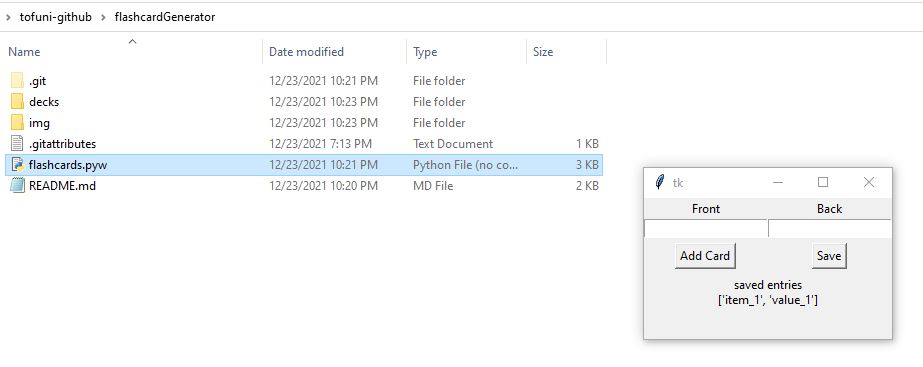 tofuni-github > flashcardGenerator
Name Date modified Type Size
.git 12/23/2021 10:21 PM File folder
decks 12/23/2021 10:23 PM File folder
img 12/23/2021 10:23 PM File folder
.gitattributes 12/23/2021 7:13 PM Text Document 1 KB
flashcards.pyw 12/23/2021 10:21 PM Python File (no co... 3 KB
README.md 12/23/2021 10:20 PM MD File 2 KB
tk
Front Back
Add Card Save
saved entries
['item_1', 'value_1']